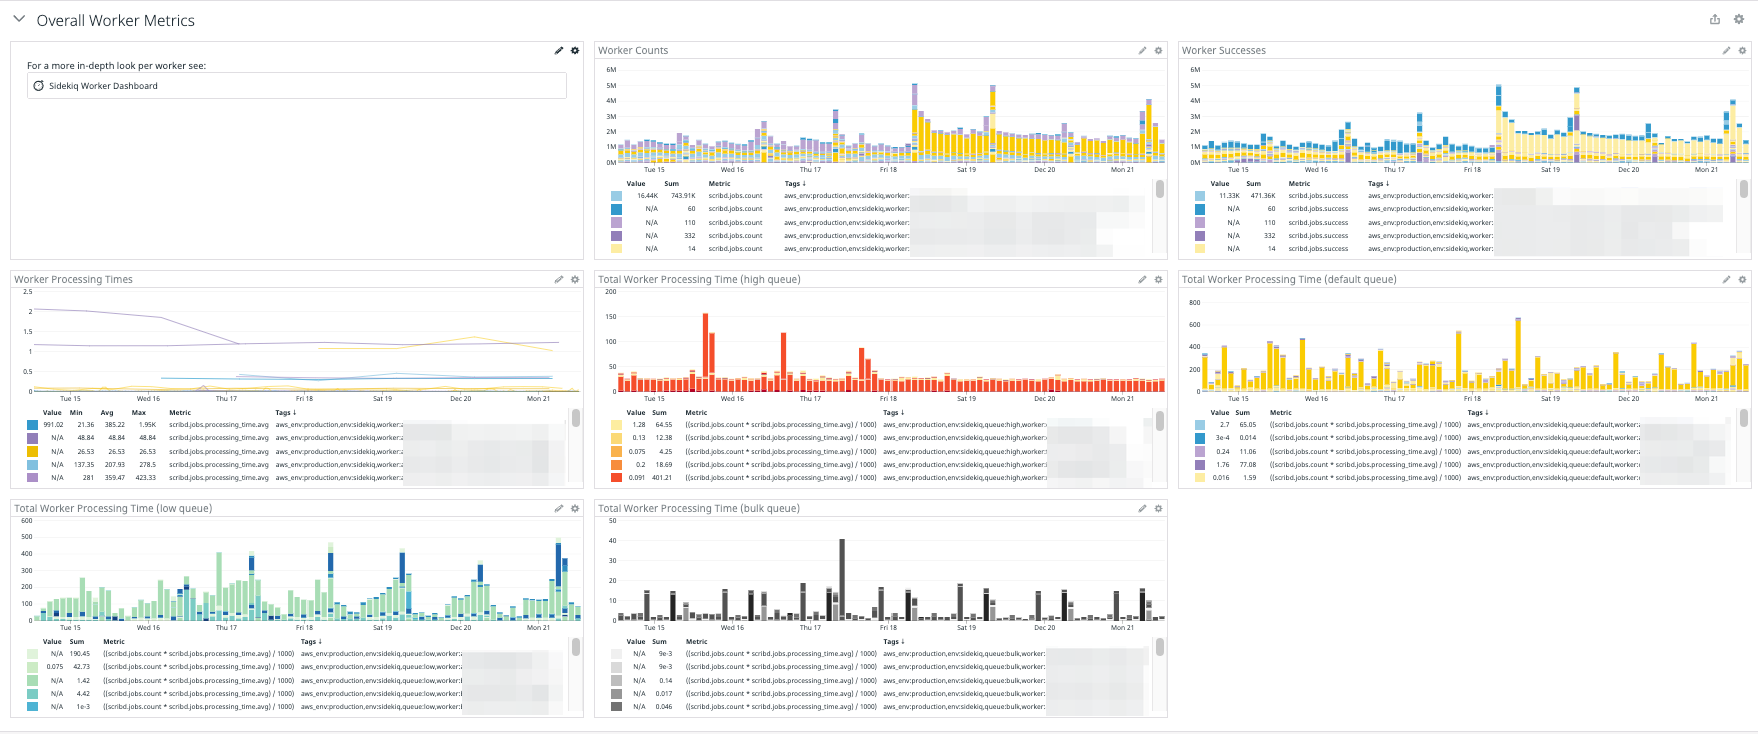 Overall Worker Metrics
For a more in-depth look per worker see:
Sidekiq Worker Dashboard
Worker Counts
6M
5M
4M
3M
2M
1M
0M
Tue 15 Wed 16 Thu 17 Fri 18 Sat 19 Dec 20 Mon 21
Value Sum Metric Tags ↓
16.44K 743.91K scribd.jobs.count aws_env:production,env:sidekiq,worker:
N/A 60 scribd.jobs.count aws_env:production,env:sidekiq,worker:
N/A 110 scribd.jobs.count aws_env:production,env:sidekiq,worker:
N/A 332 scribd.jobs.count aws_env:production,env:sidekiq,worker:
N/A 14 scribd.jobs.count aws_env:production,env:sidekiq,worker:
Worker Successes
6M
5M
4M
3M
2M
1M
0M
Tue 15 Wed 16 Thu 17 Fri 18 Sat 19 Dec 20 Mon 21
Value Sum Metric Tags ↓
11.33K 471.36K scribd.jobs.success aws_env:production,env:sidekiq,worker:
N/A 60 scribd.jobs.success aws_env:production,env:sidekiq,worker:
N/A 110 scribd.jobs.success aws_env:production,env:sidekiq,worker:
N/A 332 scribd.jobs.success aws_env:production,env:sidekiq,worker:
N/A 14 scribd.jobs.success aws_env:production,env:sidekiq,worker:
Worker Processing Times
2.5
2
1.5
1
0.5
0
Tue 15 Wed 16 Thu 17 Fri 18 Sat 19 Dec 20 Mon 21
Value Min Avg Max Metric Tags ↓
991.02 21.36 385.22 1.95K scribd.jobs.processing_time.avg aws_env:production,env:sidekiq,worker:
N/A 48.84 48.84 48.84 scribd.jobs.processing_time.avg aws_env:production,env:sidekiq,worker:
N/A 26.53 26.53 26.53 scribd.jobs.processing_time.avg aws_env:production,env:sidekiq,worker:
N/A 137.35 207.93 278.5 scribd.jobs.processing_time.avg aws_env:production,env:sidekiq,worker:
N/A 281 359.47 423.33 scribd.jobs.processing_time.avg aws_env:production,env:sidekiq,worker:
Total Worker Processing Time (high queue)
200
150
100
50
0
Tue 15 Wed 16 Thu 17 Fri 18 Sat 19 Dec 20 Mon 21
Value Sum Metric Tags ↓
1.28 64.55 ((scribd.jobs.count * scribd.jobs.processing_time.avg) / 1000) aws_env:production,env:sidekiq,queue:high,worker:
0.13 12.38 ((scribd.jobs.count * scribd.jobs.processing_time.avg) / 1000) aws_env:production,env:sidekiq,queue:high,worker:
0.075 4.25 ((scribd.jobs.count * scribd.jobs.processing_time.avg) / 1000) aws_env:production,env:sidekiq,queue:high,worker:
0.2 18.69 ((scribd.jobs.count * scribd.jobs.processing_time.avg) / 1000) aws_env:production,env:sidekiq,queue:high,worker:
0.091 401.21 ((scribd.jobs.count * scribd.jobs.processing_time.avg) / 1000) aws_env:production,env:sidekiq,queue:high,worker:
Total Worker Processing Time (default queue)
800
600
400
200
0
Tue 15 Wed 16 Thu 17 Fri 18 Sat 19 Dec 20 Mon 21
Value Sum Metric Tags ↓
2.7 65.05 ((scribd.jobs.count * scribd.jobs.processing_time.avg) / 1000) aws_env:production,env:sidekiq,queue:default,worker:
3e-4 0.014 ((scribd.jobs.count * scribd.jobs.processing_time.avg) / 1000) aws_env:production,env:sidekiq,queue:default,worker:
0.24 11.06 ((scribd.jobs.count * scribd.jobs.processing_time.avg) / 1000) aws_env:production,env:sidekiq,queue:default,worker:
1.76 77.08 ((scribd.jobs.count * scribd.jobs.processing_time.avg) / 1000) aws_env:production,env:sidekiq,queue:default,worker:
0.016 1.59 ((scribd.jobs.count * scribd.jobs.processing_time.avg) / 1000) aws_env:production,env:sidekiq,queue:default,worker:
Total Worker Processing Time (low queue)
600
500
400
300
200
100
0
Tue 15 Wed 16 Thu 17 Fri 18 Sat 19 Dec 20 Mon 21
Value Sum Metric Tags ↓
N/A 190.45 ((scribd.jobs.count * scribd.jobs.processing_time.avg) / 1000) aws_env:production,env:sidekiq,queue:low,worker:
0.075 42.73 ((scribd.jobs.count * scribd.jobs.processing_time.avg) / 1000) aws_env:production,env:sidekiq,queue:low,worker:
N/A 1.42 ((scribd.jobs.count * scribd.jobs.processing_time.avg) / 1000) aws_env:production,env:sidekiq,queue:low,worker:
N/A 4.42 ((scribd.jobs.count * scribd.jobs.processing_time.avg) / 1000) aws_env:production,env:sidekiq,queue:low,worker:
N/A 1e-3 ((scribd.jobs.count * scribd.jobs.processing_time.avg) / 1000) aws_env:production,env:sidekiq,queue:low,worker:
Total Worker Processing Time (bulk queue)
50
40
30
20
10
0
Tue 15 Wed 16 Thu 17 Fri 18 Sat 19 Dec 20 Mon 21
Value Sum Metric Tags ↓
N/A 9e-3 ((scribd.jobs.count * scribd.jobs.processing_time.avg) / 1000) aws_env:production,env:sidekiq,queue:bulk,worker:
N/A 9e-3 ((scribd.jobs.count * scribd.jobs.processing_time.avg) / 1000) aws_env:production,env:sidekiq,queue:bulk,worker:
N/A 0.14 ((scribd.jobs.count * scribd.jobs.processing_time.avg) / 1000) aws_env:production,env:sidekiq,queue:bulk,worker:
N/A 0.017 ((scribd.jobs.count * scribd.jobs.processing_time.avg) / 1000) aws_env:production,env:sidekiq,queue:bulk,worker:
N/A 0.046 ((scribd.jobs.count * scribd.jobs.processing_time.avg) / 1000) aws_env:production,env:sidekiq,queue:bulk,worker: